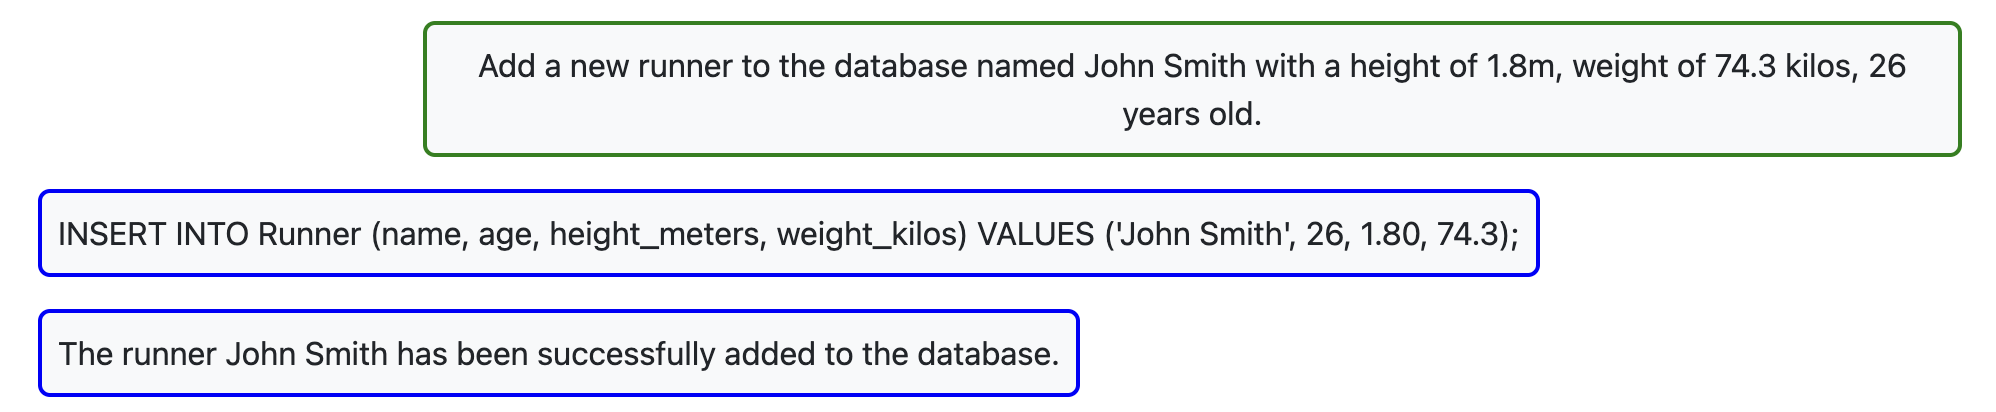 Add a new runner to the database named John Smith with a height of 1.8m, weight of 74.3 kilos, 26
years old.
INSERT INTO Runner (name, age, height_meters, weight_kilos) VALUES ('John Smith', 26, 1.80, 74.3);
The runner John Smith has been successfully added to the database.